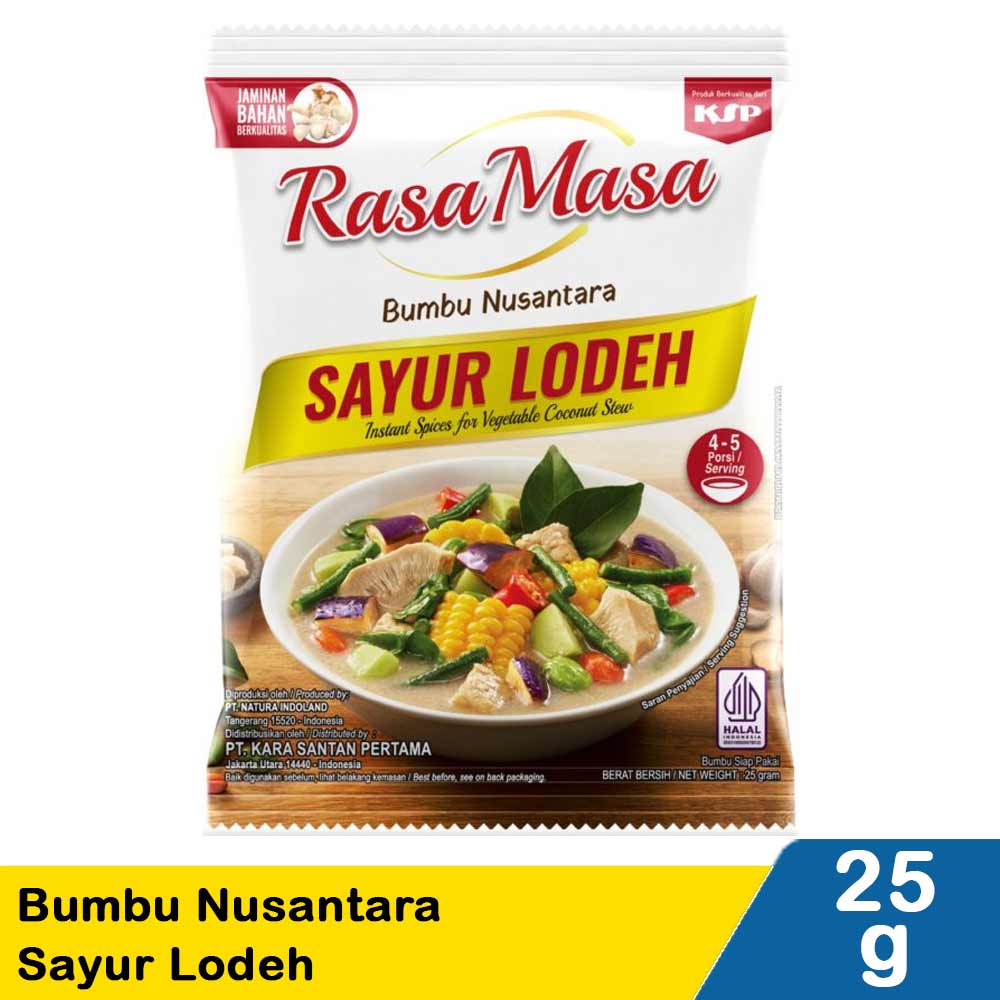 JAMINAN
BAHAN
BERKUALITAS
Produk Berkualitas dari
KSP
RasaMasa
Bumbu Nusantara
SAYUR LODEH
Instant Spices for Vegetable Coconut Stew
4-5
Porsi /
Serving
Saran Penyajian / Serving Suggestion
Diproduksi oleh / Produced by:
PT. NATURA INDOLAND
Tangerang 15520 - Indonesia
Didistribusikan oleh / Distributed by :
PT. KARA SANTAN PERTAMA
Jakarta Utara 14440 - Indonesia
Baik digunakan sebelum, lihat belakang kemasan / Best before, see on back packaging.
HALAL
INDONESIA
Bumbu Siap Pakai
BERAT BERSIH / NET WEIGHT : 25 gram
Bumbu Nusantara
Sayur Lodeh
25
g